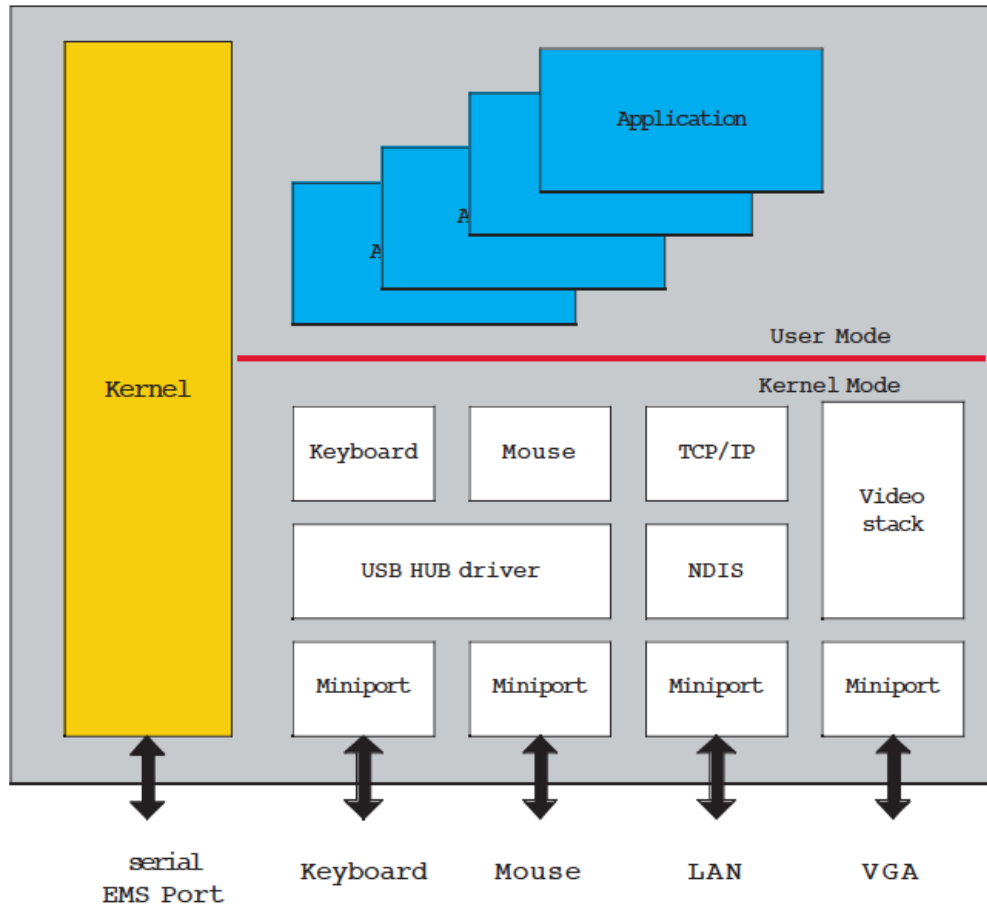 Application
A
A
User Mode
Kernel
Kernel Mode
Keyboard
Mouse
TCP/IP
Video
stack
USB HUB driver
NDIS
Miniport
Miniport
Miniport
Miniport
serial
EMS Port
Keyboard
Mouse
LAN
VGA